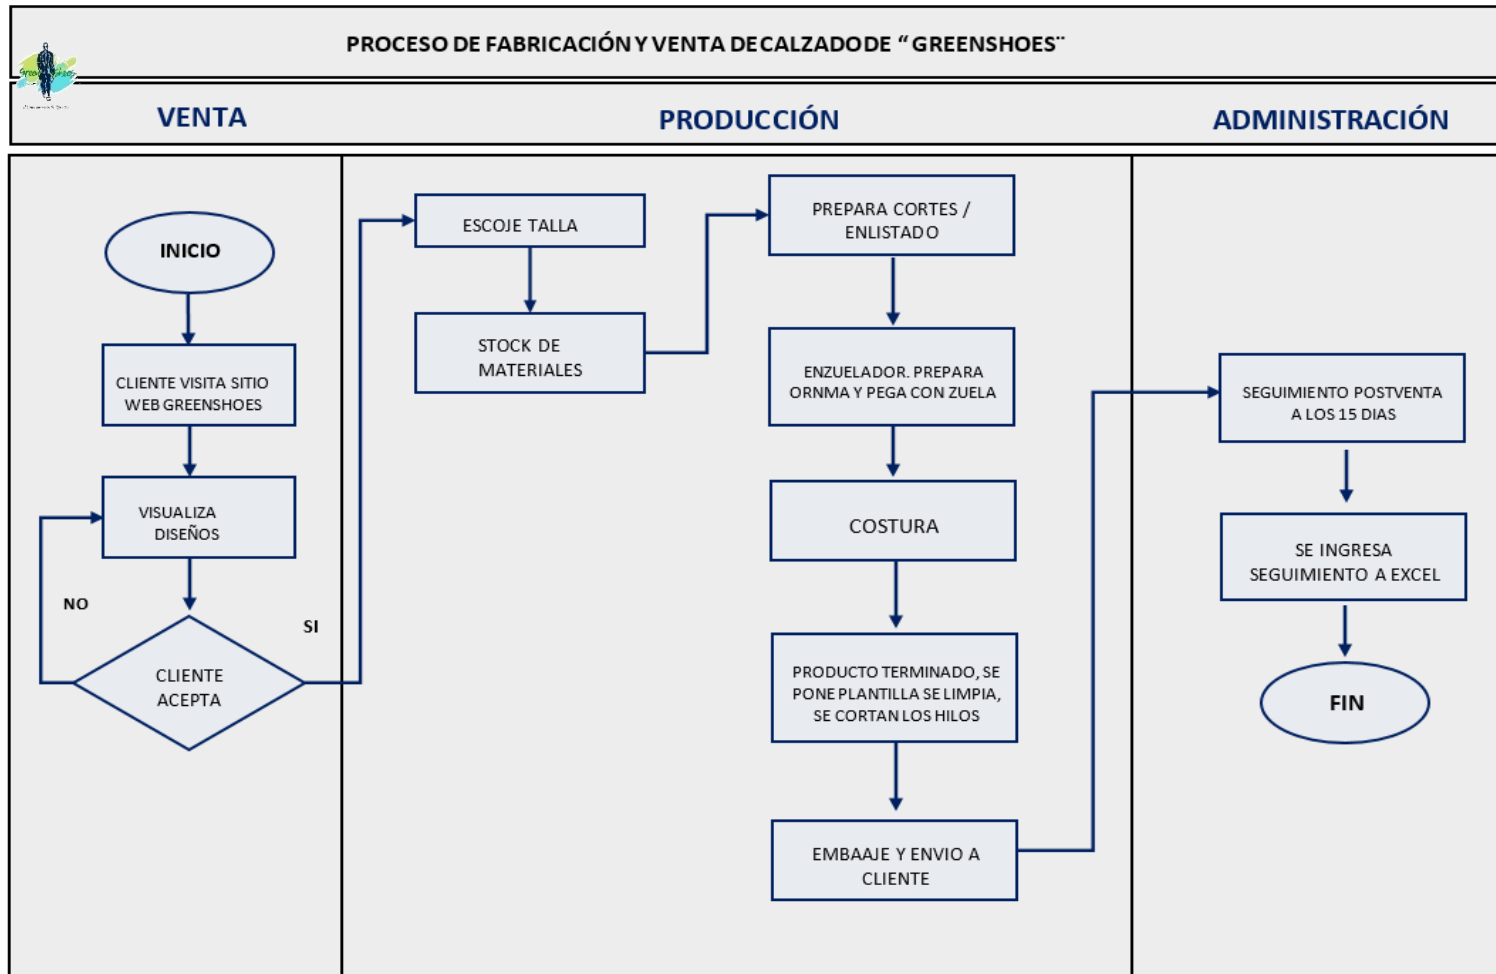 PROCESO DE FABRICACIÓN Y VENTA DE CALZADO DE “ GREENSHOES¨
VENTA
PRODUCCIÓN
ADMINISTRACIÓN
INICIO
CLIENTE VISITA SITIO
WEB GREENSHOES
VISUALIZA
DISEÑOS
NO
SI
CLIENTE
ACEPTA
ESCOJE TALLA
STOCK DE
MATERIALES
PREPARA CORTES /
ENLISTADO
ENZUELADOR. PREPARA
ORNMA Y PEGA CON ZUELA
COSTURA
PRODUCTO TERMINADO, SE
PONE PLANTILLA SE LIMPIA,
SE CORTAN LOS HILOS
EMBAAJE Y ENVIO A
CLIENTE
SEGUIMIENTO POSTVENTA
A LOS 15 DIAS
SE INGRESA
SEGUIMIENTO A EXCEL
FIN